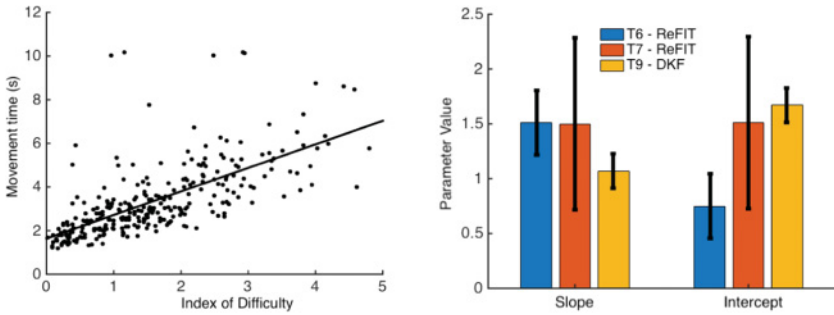 12
10
8
6
4
2
0
Movement time (s)
0 1 2 3 4 5
Index of Difficulty
2.5
2
1.5
1
0.5
0
Parameter Value
T6 - ReFIT
T7 - ReFIT
T9 - DKF
Slope Intercept